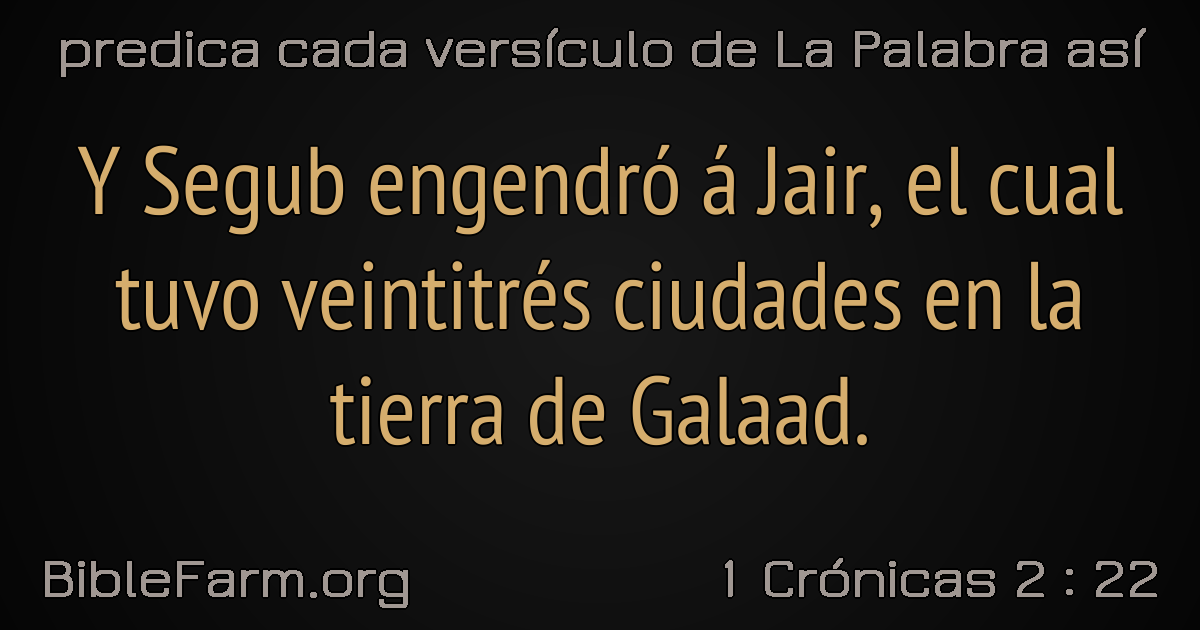 predica cada versículo de La Palabra así
Y Segub engendró á Jair, el cual
tuvo veintitrés ciudades en la
tierra de Galaad.
BibleFarm.org
1 Crónicas 2 : 22